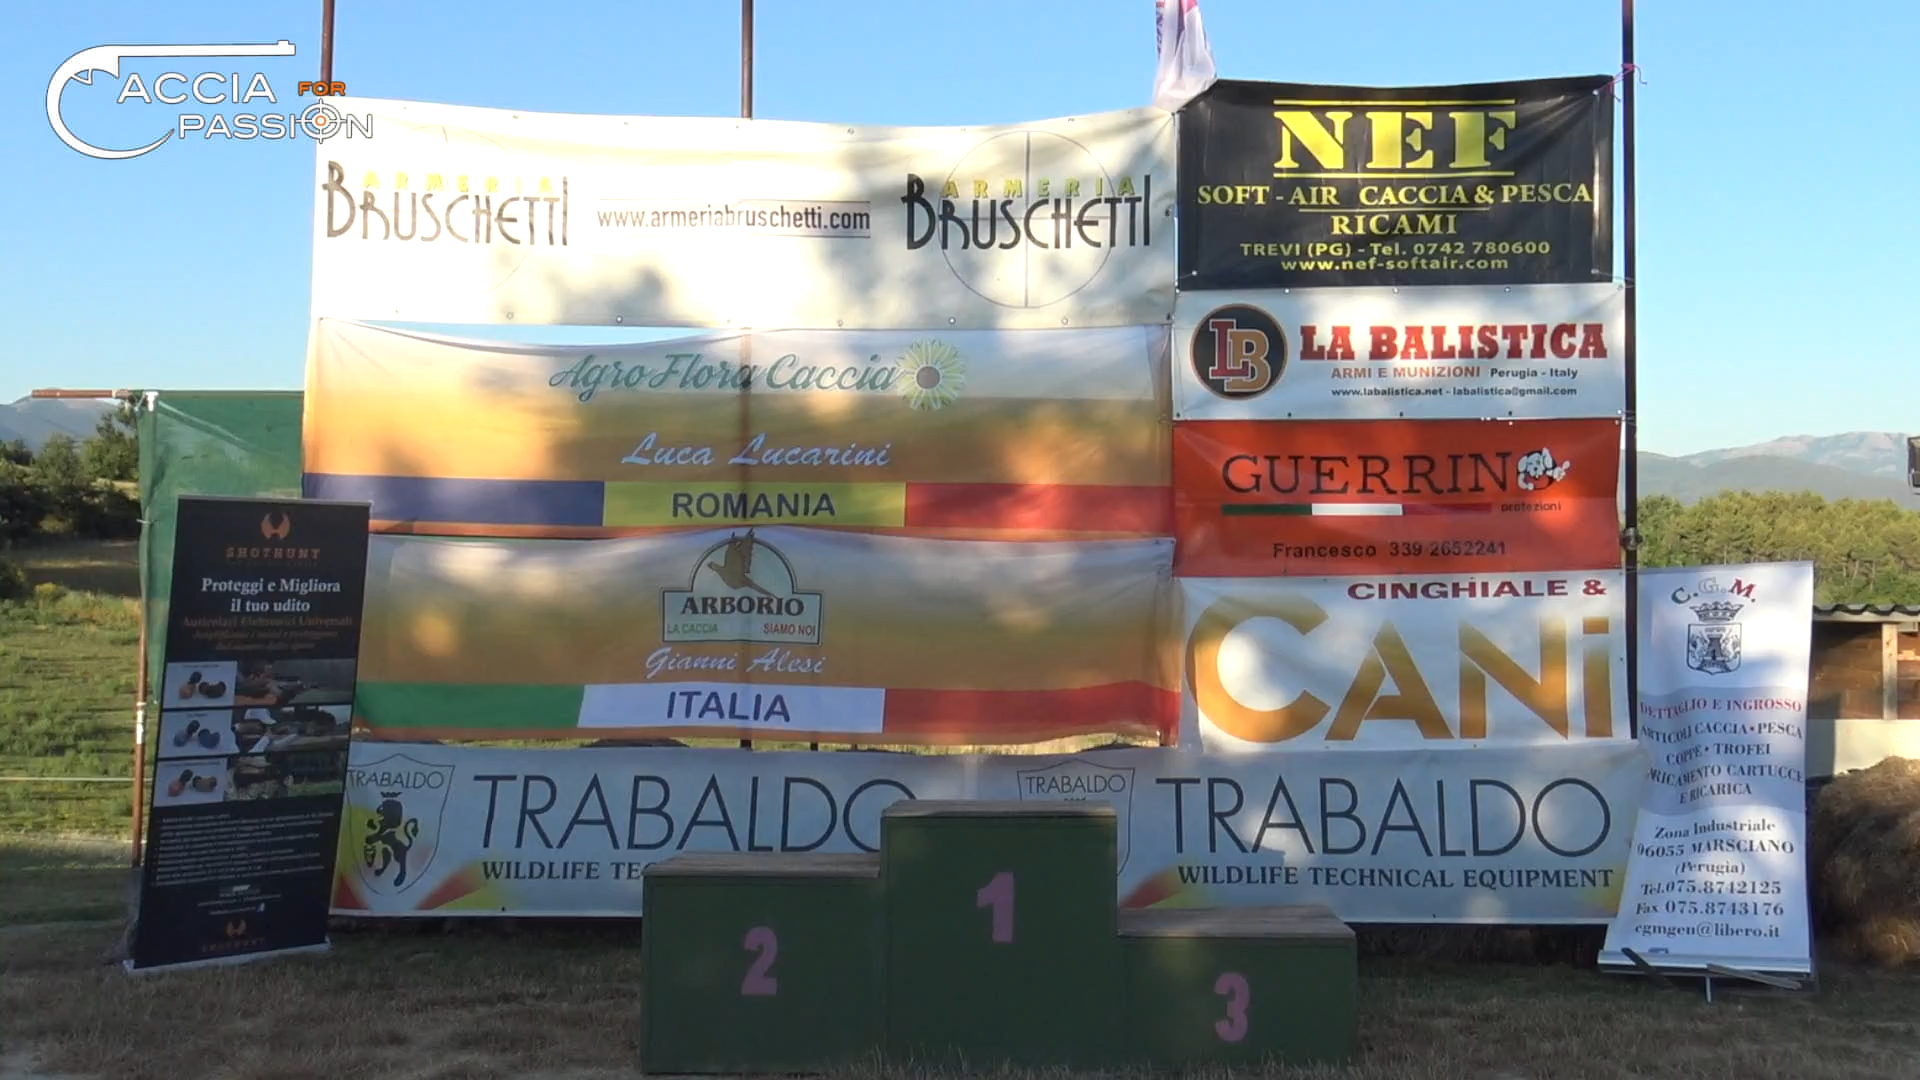 CACCIA FOR
PASSION
ARMERIA
BRUSCHETTI
www.armeriabruschetti.com
ARMERIA
BRUSCHETTI
NEF
SOFT-AIR CACCIA & PESCA
RICAMI
TREVI (PG) - Tel. 0742 780600
www.nef-softair.com
LB
LA BALISTICA
ARMI E MUNIZIONI Perugia - Italy
www.labalistica.net - labalistica@gmail.com
Agro Flora Caccia
Luca Lucarini
ROMANIA
GUERRINO
protezioni
Francesco 339 2652241
ARBORIO
LA CACCIA SIAMO NOI
Gianni Alesi
ITALIA
CINGHIALE &
CANI
SHOTHUNT
Proteggi e Migliora
il tuo udito
Auricolari Elettronici Universali
SHOTHUNT
TRABALDO
TRABALDO
WILDLIFE TEC
TRABALDO
TRABALDO
WILDLIFE TECHNICAL EQUIPMENT
C.G.M.
DETTAGLIO E INGROSSO
ARTICOLI CACCIA • PESCA
COPPE • TROFEI
CARICAMENTO CARTUCCE
E RICARICA
Zona Industriale
06055 MARSCIANO
(Perugia)
Tel.075.8742125
Fax 075.8743176
cgmgeu@libero.it
2
1
3